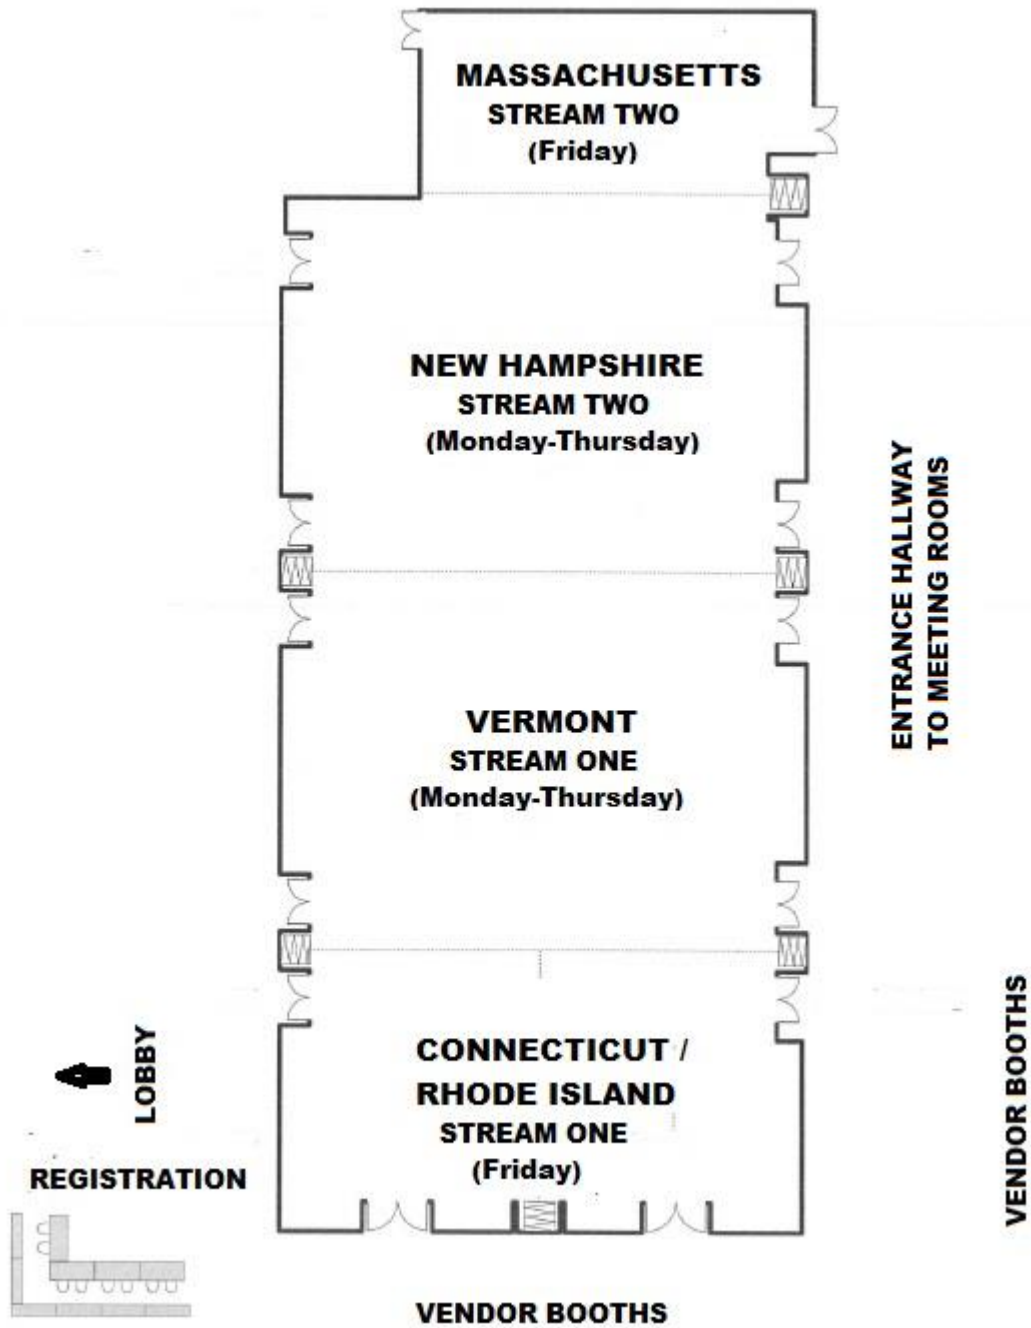 MASSACHUSETTS
STREAM TWO
(Friday)
NEW HAMPSHIRE
STREAM TWO
(Monday-Thursday)
ENTRANCE HALLWAY
TO MEETING ROOMS
VERMONT
STREAM ONE
(Monday-Thursday)
CONNECTICUT /
RHODE ISLAND
STREAM ONE
(Friday)
LOBBY
REGISTRATION
VENDOR BOOTHS
VENDOR BOOTHS